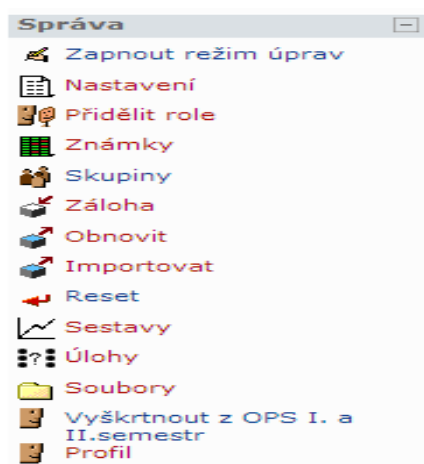 Správa
Zapnout režim úprav
Nastavení
Přidělit role
Známky
Skupiny
Záloha
Obnovit
Importovat
Reset
Sestavy
Úlohy
Soubory
Vyškrtnout z OPS I. a
II.semestr
Profil